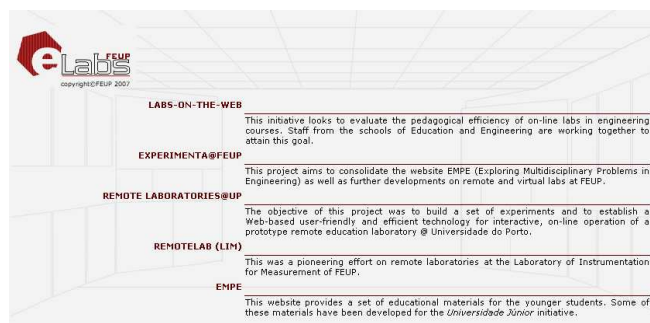 eLabs FEUP
copyright©FEUP 2007
LABS-ON-THE-WEB
This initiative looks to evaluate the pedagogical efficiency of on-line labs in engineering
courses. Staff from the schools of Education and Engineering are working together to
attain this goal.
EXPERIMENTA@FEUP
This project aims to consolidate the website EMPE (Exploring Multidisciplinary Problems in
Engineering) as well as further developments on remote and virtual labs at FEUP.
REMOTE LABORATORIES@UP
The objective of this project was to build a set of experiments and to establish a
Web-based user-friendly and efficient technology for interactive, on-line operation of a
prototype remote education laboratory @ Universidade do Porto.
REMOTELAB (LIM)
This was a pioneering effort on remote laboratories at the Laboratory of Instrumentation
for Measurement of FEUP.
EMPE
This website provides a set of educational materials for the younger students. Some of
these materials have been developed for the Universidade Júnior initiative.